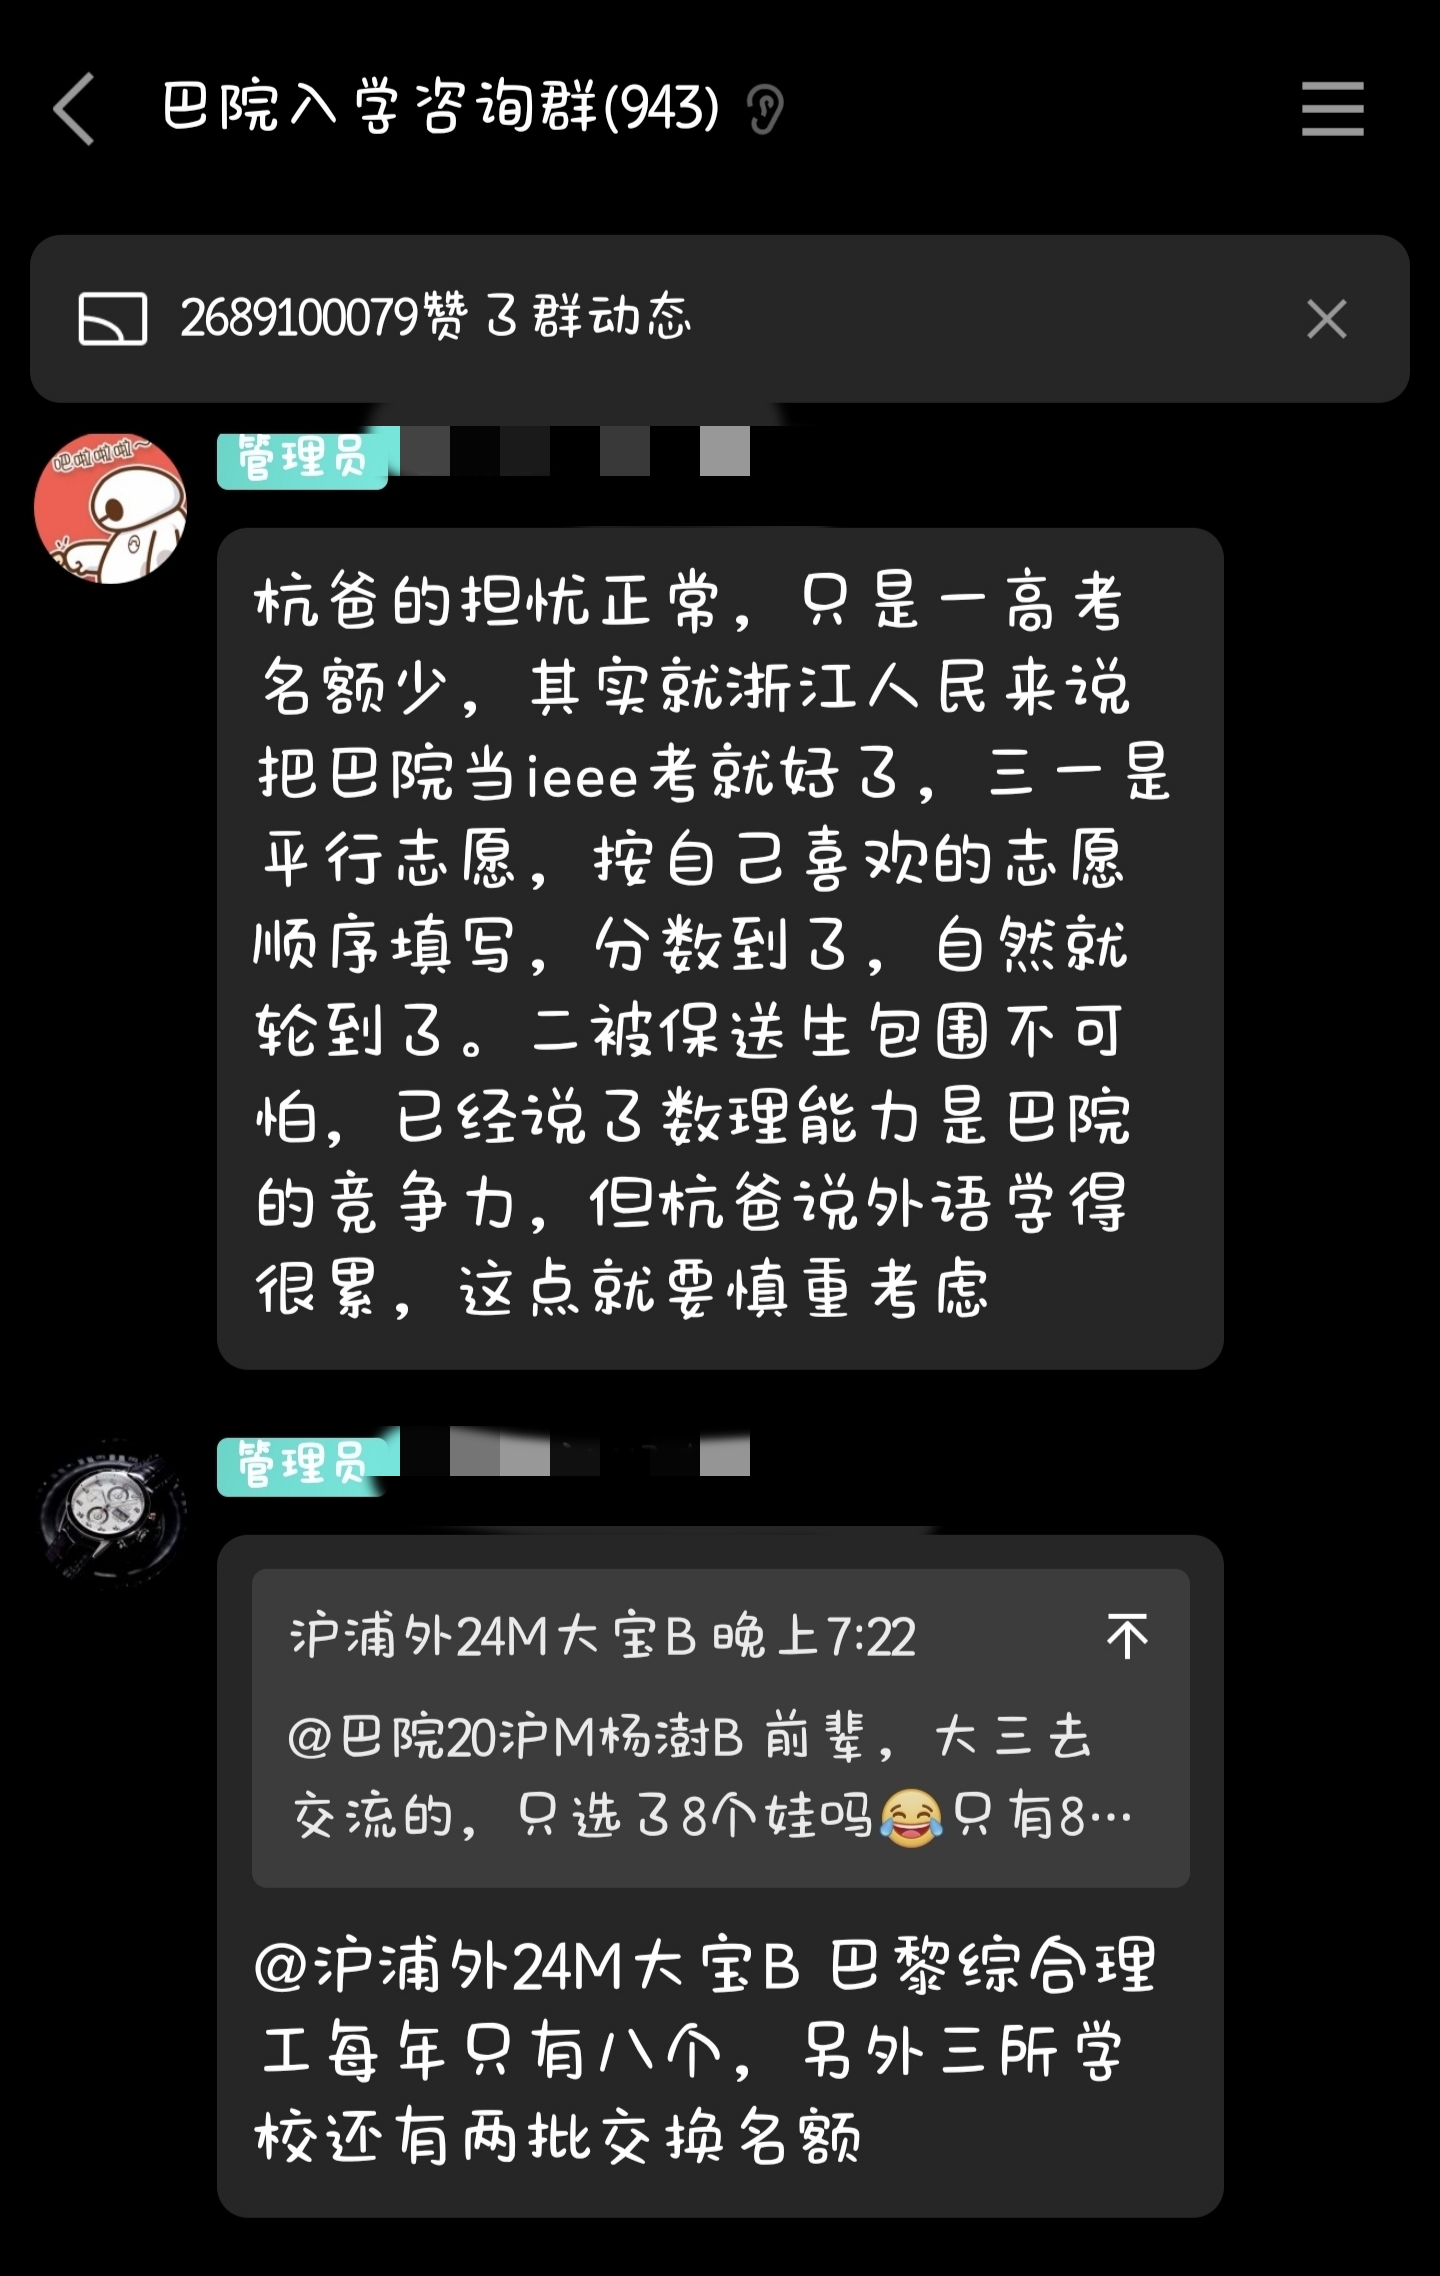 巴院入学咨询群(943)
2689100079赞了群动态
吧啦啦啦~
管理员
杭爸的担忧正常，只是一高考
名额少，其实就浙江人民来说
把巴院当ieee考就好了，三一是
平行志愿，按自己喜欢的志愿
顺序填写，分数到了，自然就
轮到了。二被保送生包围不可
怕，已经说了数理能力是巴院
的竞争力，但杭爸说外语学得
很累，这点就要慎重考虑
管理员
沪浦外24M大宝B 晚上7:22
@巴院20沪M杨澍B 前辈，大三去
交流的，只选了8个娃吗😂只有8…
@沪浦外24M大宝B 巴黎综合理
工每年只有八个，另外三所学
校还有两批交换名额